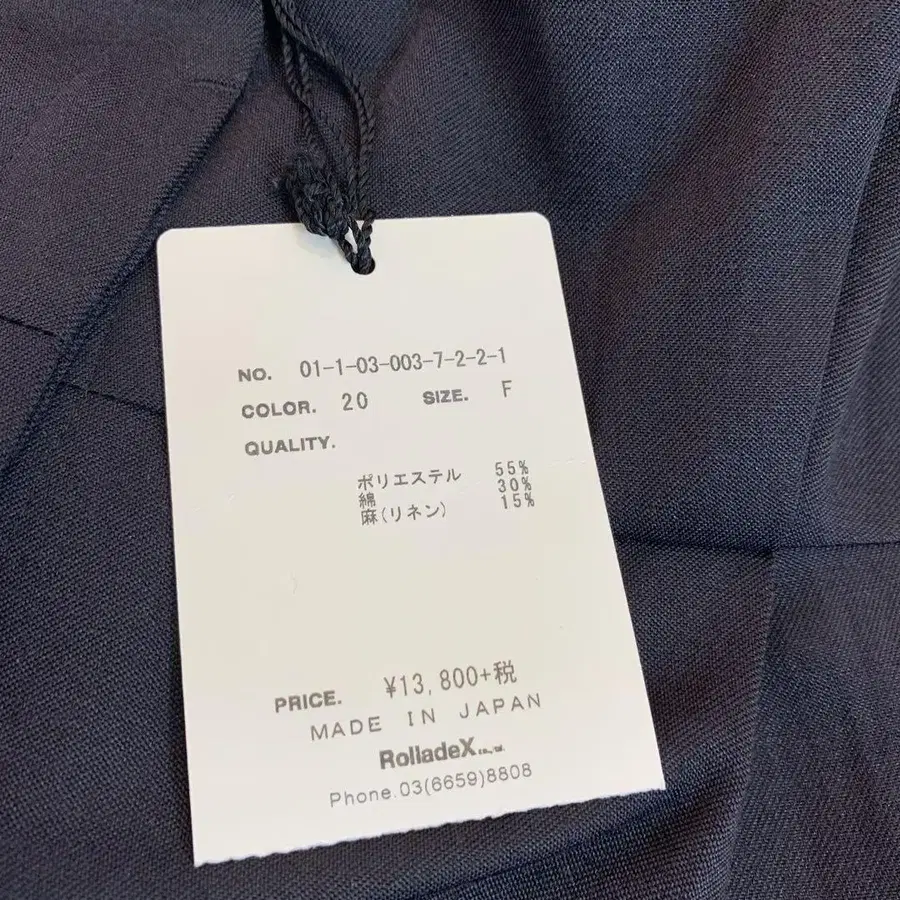 NO. 01-1-03-003-7-2-2-1
COLOR. 20 SIZE. F
QUALITY.
ポリエステル 55%
綿 30%
麻(リネン) 15%
PRICE. ¥13,800+税
MADE IN JAPAN
RolladeX
Phone.03(6659)8808